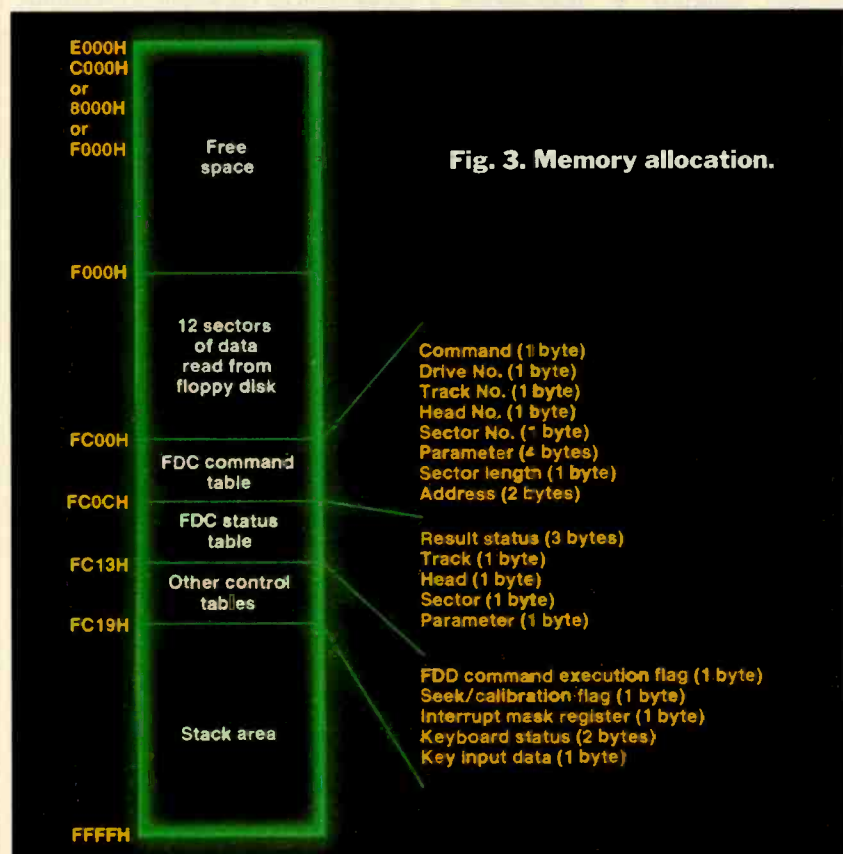 E000H
C000H
or
8000H
or
F000H
Free
space
Fig. 3. Memory allocation.
F000H
12 sectors
of data
read from
floppy disk
FC00H
FDC command
table
Command (1 byte)
Drive No. (1 byte)
Track No. (1 byte)
Head No. (1 byte)
Sector No. (1 byte)
Parameter (4 bytes)
Sector length (1 byte)
Address (2 bytes)
FC0CH
FDC status
table
Result status (3 bytes)
Track (1 byte)
Head (1 byte)
Sector (1 byte)
Parameter (1 byte)
FC13H
Other control
tables
FC19H
FDD command execution flag (1 byte)
Seek/calibration flag (1 byte)
Interrupt mask register (1 byte)
Keyboard status (2 bytes)
Key input data (1 byte)
Stack area
FFFFH